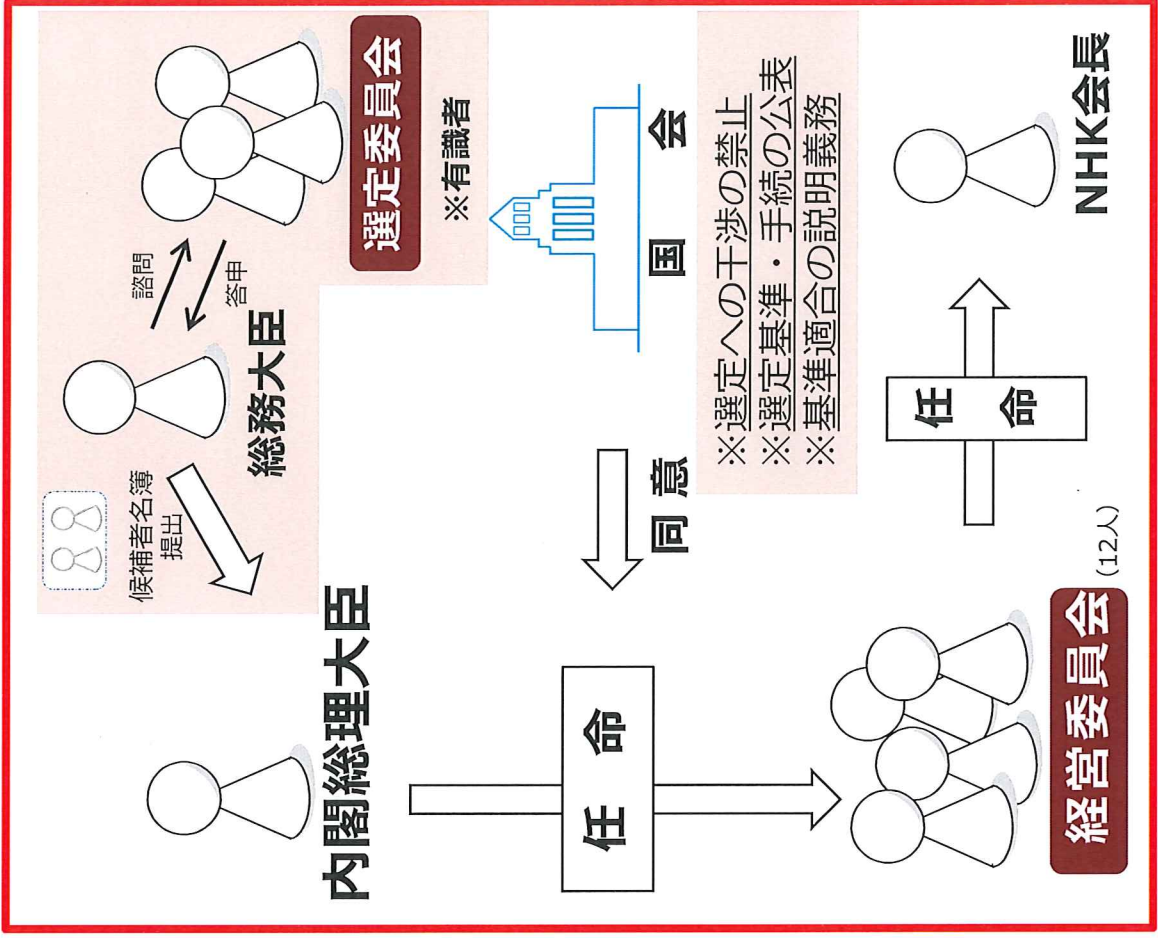 内閣総理大臣
候補者名簿
提出
総務大臣
諮問
答申
選定委員会
※有識者
任命
同意
国会
※選定への干渉の禁止
※選定基準・手続の公表
※基準適合の説明義務
経営委員会
(12人)
任命
NHK会長